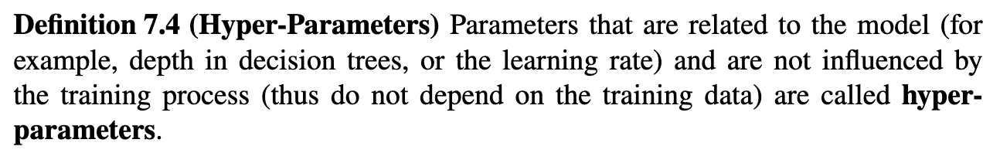 Definition 7.4 (Hyper-Parameters) Parameters that are related to the model (for
example, depth in decision trees, or the learning rate) and are not influenced by
the training process (thus do not depend on the training data) are called hyper-
parameters.